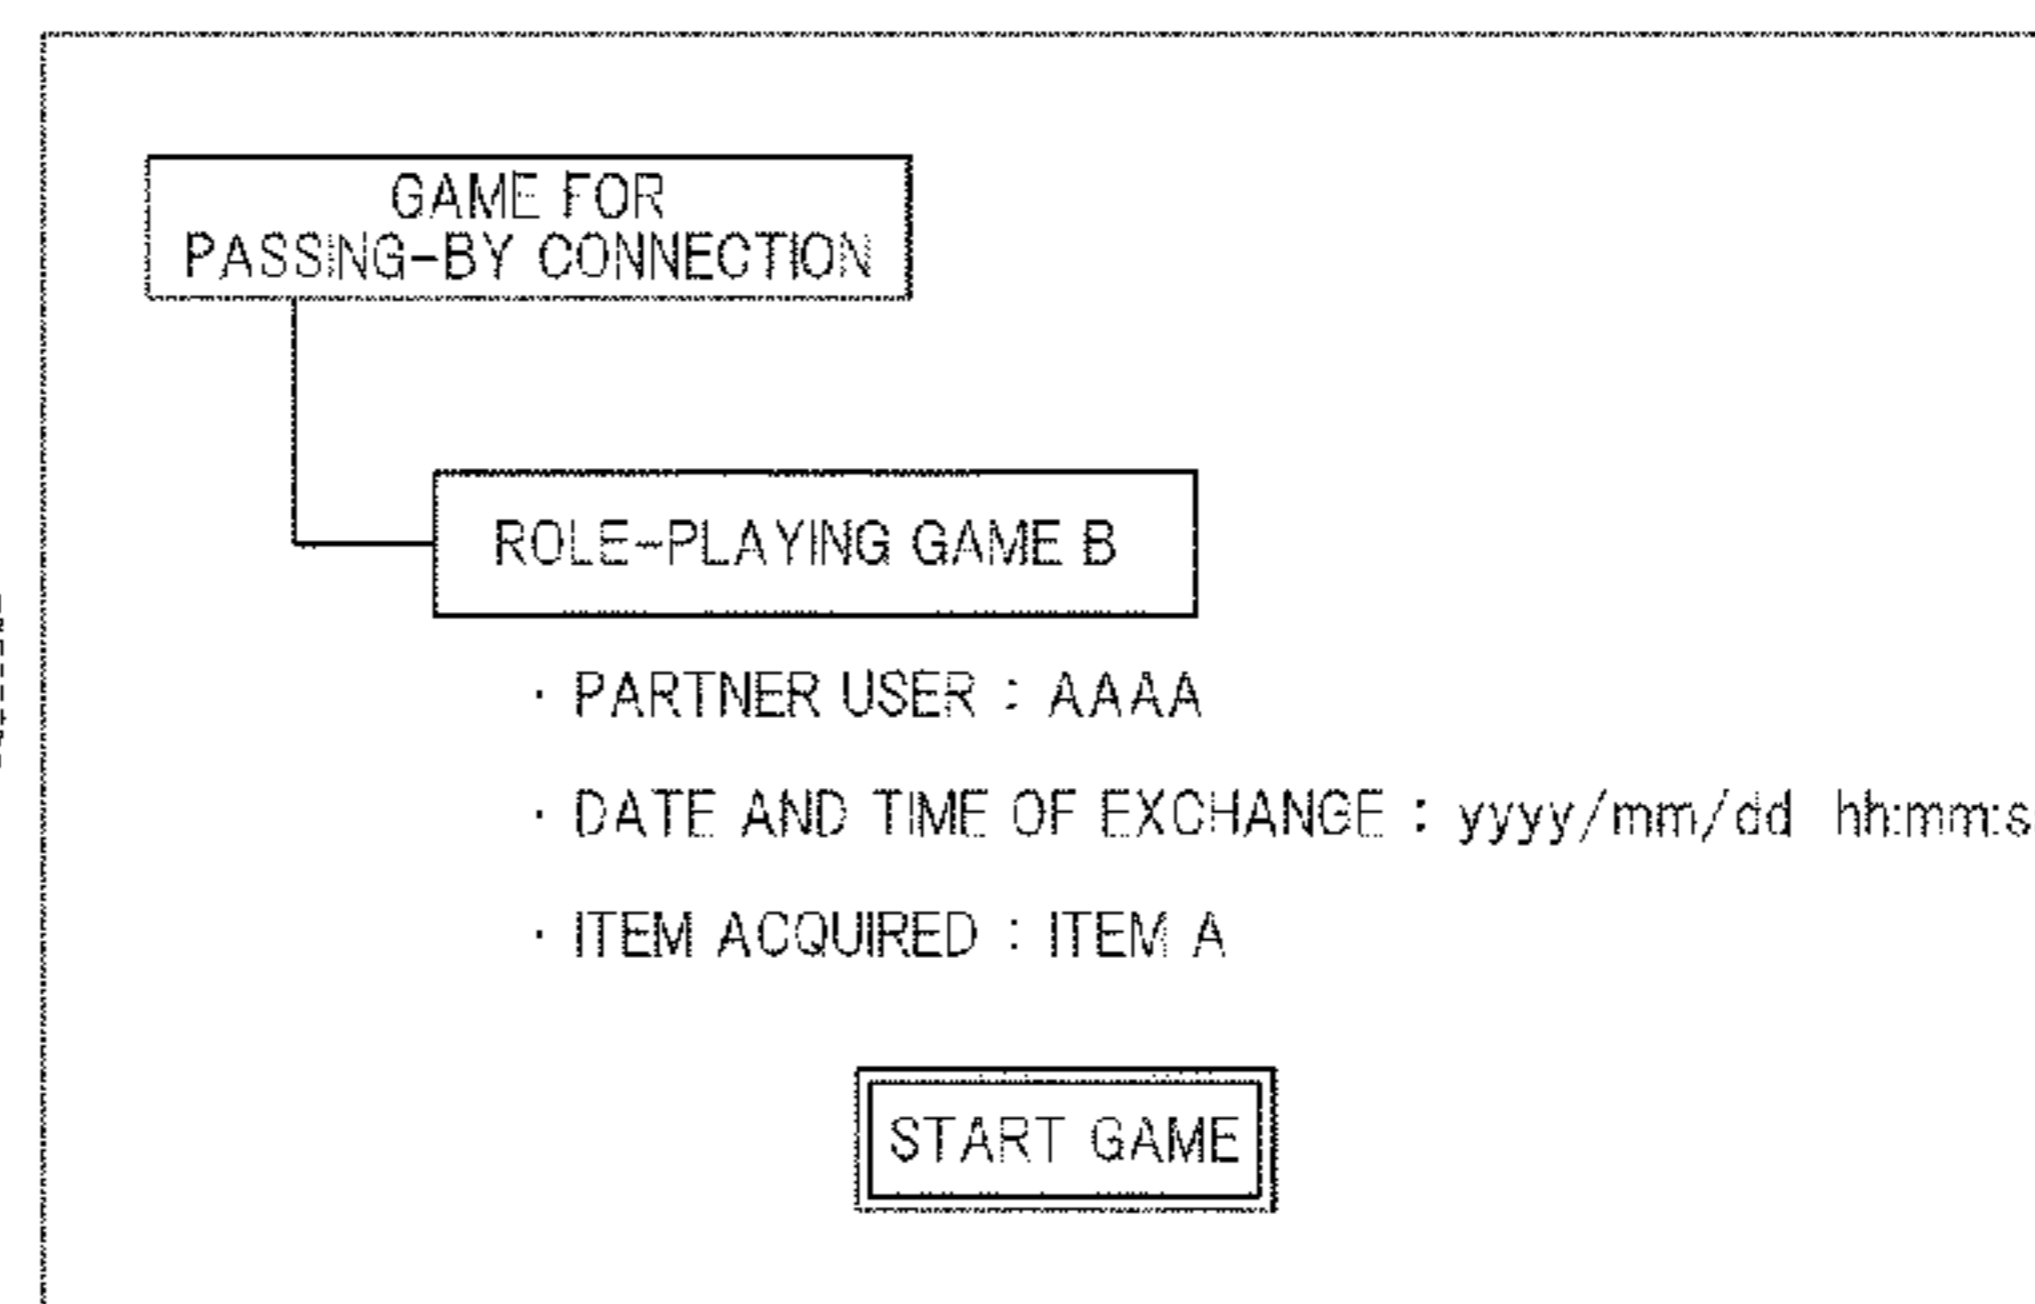 GAME FOR
PASSING-BY CONNECTION
ROLE-PLAYING GAME B
· PARTNER USER : AAAA
· DATE AND TIME OF EXCHANGE : yyyy/mm/dd hh:mm:s
· ITEM ACQUIRED : ITEM A
START GAME